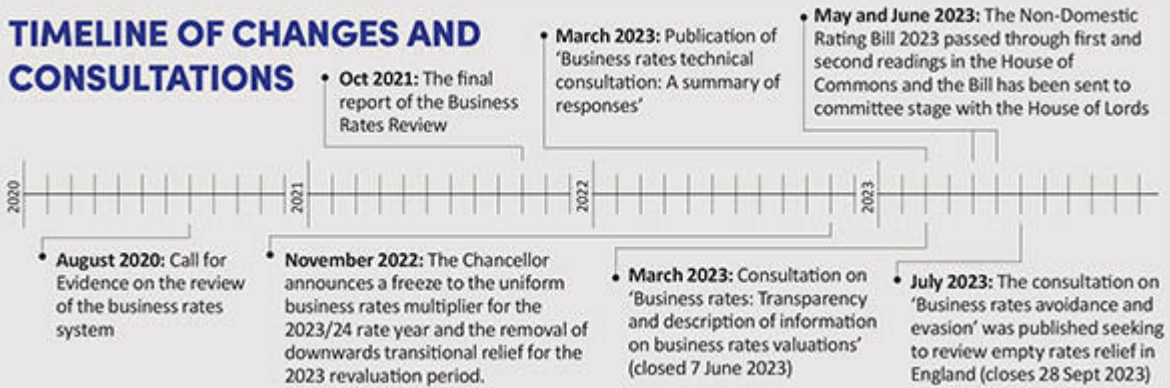 TIMELINE OF CHANGES AND
CONSULTATIONS
• Oct 2021: The final
report of the Business
Rates Review
• March 2023: Publication of
‘Business rates technical
consultation: A summary of
responses’
• May and June 2023: The Non-Domestic
Rating Bill 2023 passed through first and
second readings in the House of
Commons and the Bill has been sent to
committee stage with the House of Lords
2020
2021
2022
2023
• August 2020: Call for
Evidence on the review
of the business rates
system
• November 2022: The Chancellor
announces a freeze to the uniform
business rates multiplier for the
2023/24 rate year and the removal of
downwards transitional relief for the
2023 revaluation period.
• March 2023: Consultation on
‘Business rates: Transparency
and description of information
on business rates valuations’
(closed 7 June 2023)
• July 2023: The consultation on
‘Business rates avoidance and
evasion’ was published seeking
to review empty rates relief in
England (closes 28 Sept 2023)